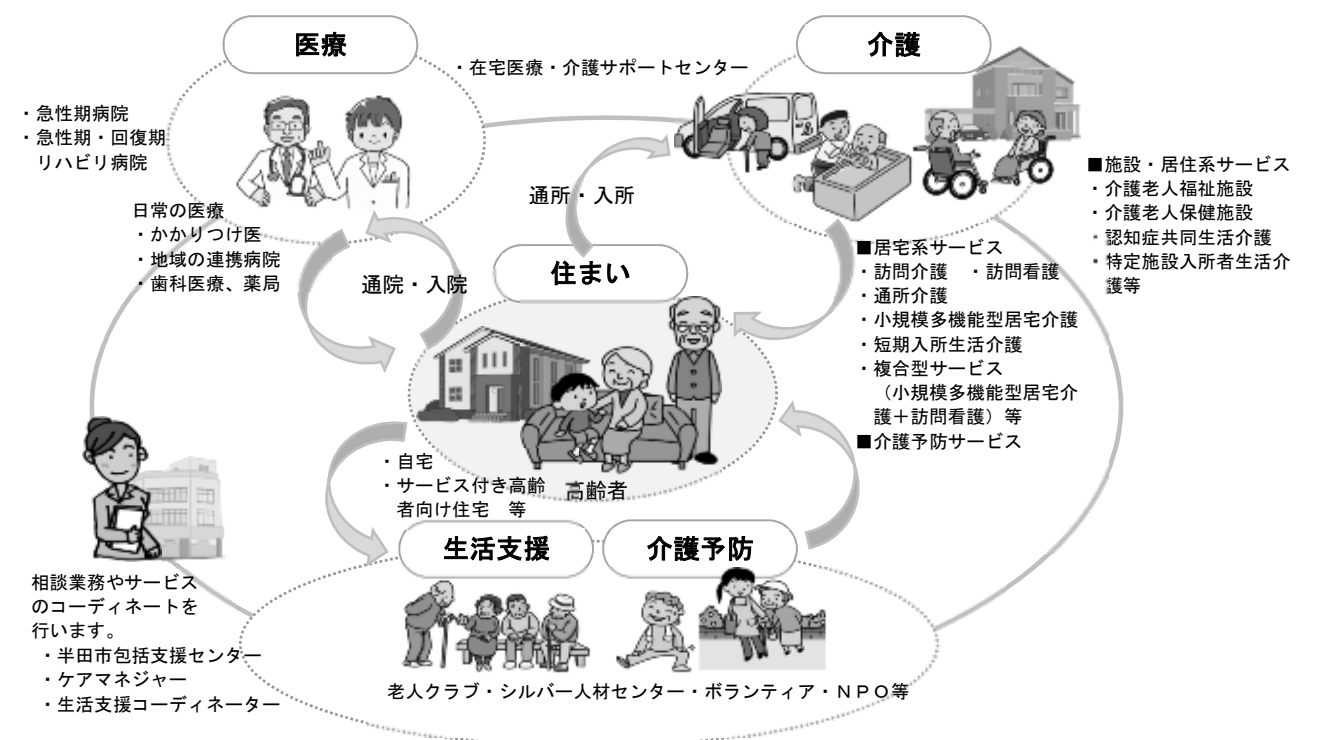 医療
介護
・在宅医療・介護サポートセンター
・急性期病院
・急性期・回復期
リハビリ病院
日常の医療
・かかりつけ医
・地域の連携病院
・歯科医療、薬局
通院・入院
通所・入所
住まい
■施設・居住系サービス
・介護老人福祉施設
・介護老人保健施設
・認知症共同生活介護
・特定施設入所者生活介
護等
■居宅系サービス
・訪問介護 ・訪問看護
・通所介護
・小規模多機能型居宅介護
・短期入所生活介護
・複合型サービス
（小規模多機能型居宅介
護＋訪問看護）等
■介護予防サービス
・自宅
・サービス付き高齢
者向け住宅 等
高齢者
生活支援
介護予防
相談業務やサービス
のコーディネートを
行います。
・半田市包括支援センター
・ケアマネジャー
・生活支援コーディネーター
老人クラブ・シルバー人材センター・ボランティア・ＮＰＯ等